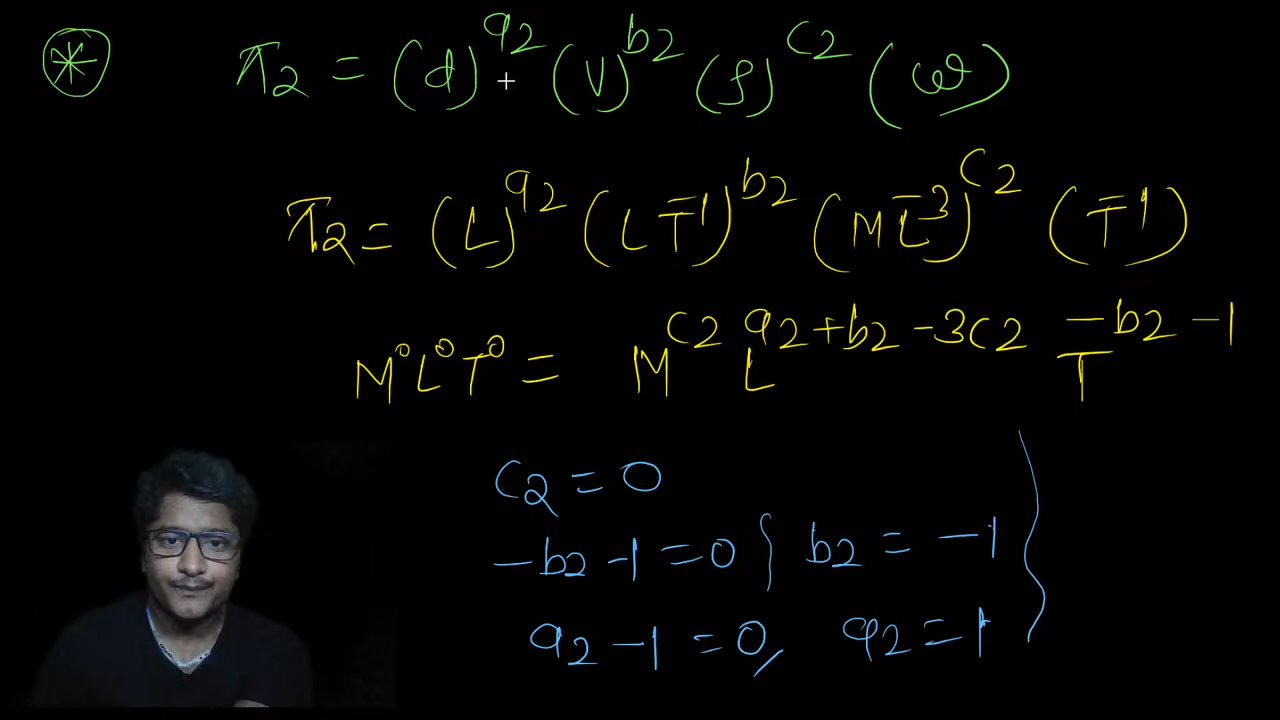 π2 = (d)^a2 (V)^b2 (ρ)^c2 (ω)
π2 = (L)^a2 (LT^-1)^b2 (ML^-3)^c2 (T^-1)
M^0 L^0 T^0 = M^c2 L^a2+b2-3c2 T^-b2-1
c2 = 0
-b2-1=0 } b2 = -1
a2-1=0, a2=1 }